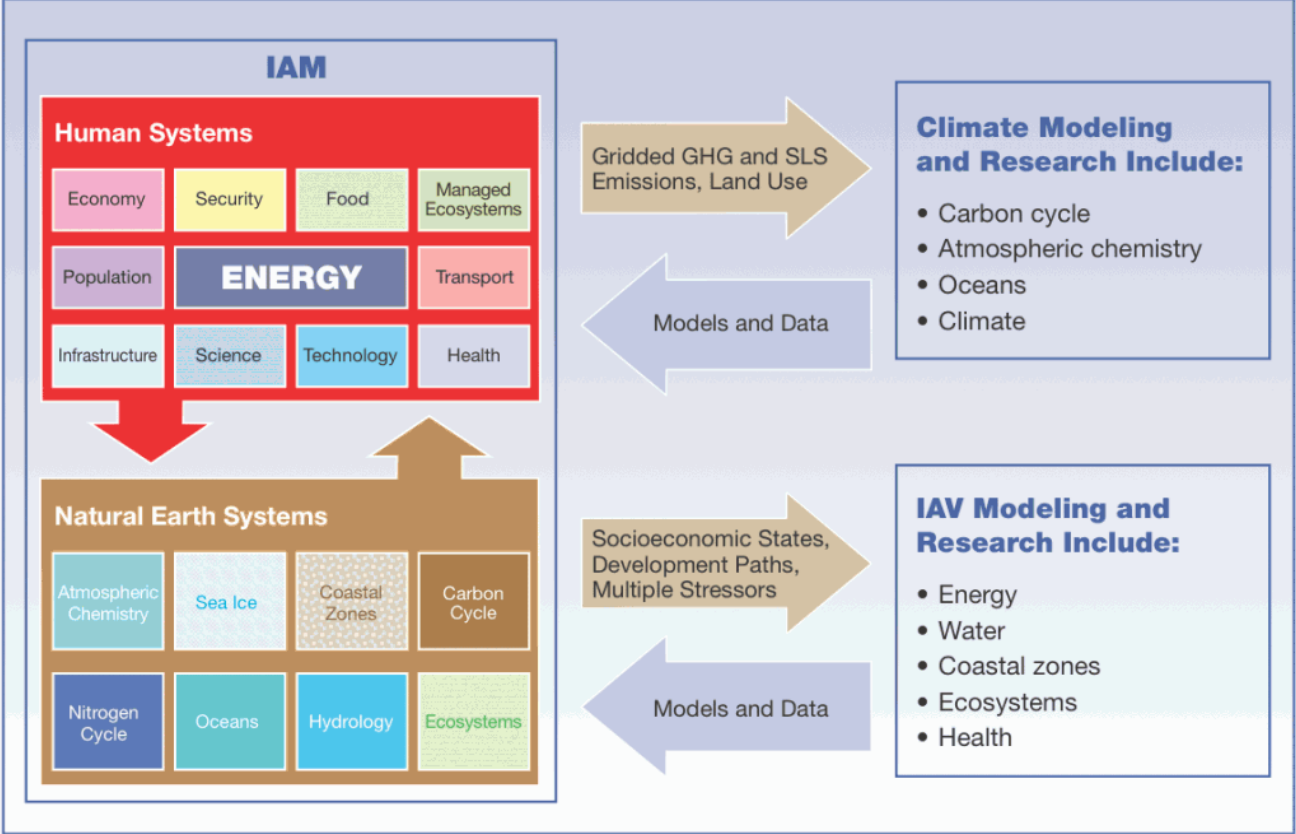 IAM
Human Systems
Economy
Security
Food
Managed
Ecosystems
Population
ENERGY
Transport
Infrastructure
Science
Technology
Health
Natural Earth Systems
Atmospheric
Chemistry
Sea Ice
Coastal
Zones
Carbon
Cycle
Nitrogen
Cycle
Oceans
Hydrology
Ecosystems
Gridded GHG and SLS
Emissions, Land Use
Models and Data
Climate Modeling
and Research Include:
• Carbon cycle
• Atmospheric chemistry
• Oceans
• Climate
Socioeconomic States,
Development Paths,
Multiple Stressors
Models and Data
IAV Modeling and
Research Include:
• Energy
• Water
• Coastal zones
• Ecosystems
• Health